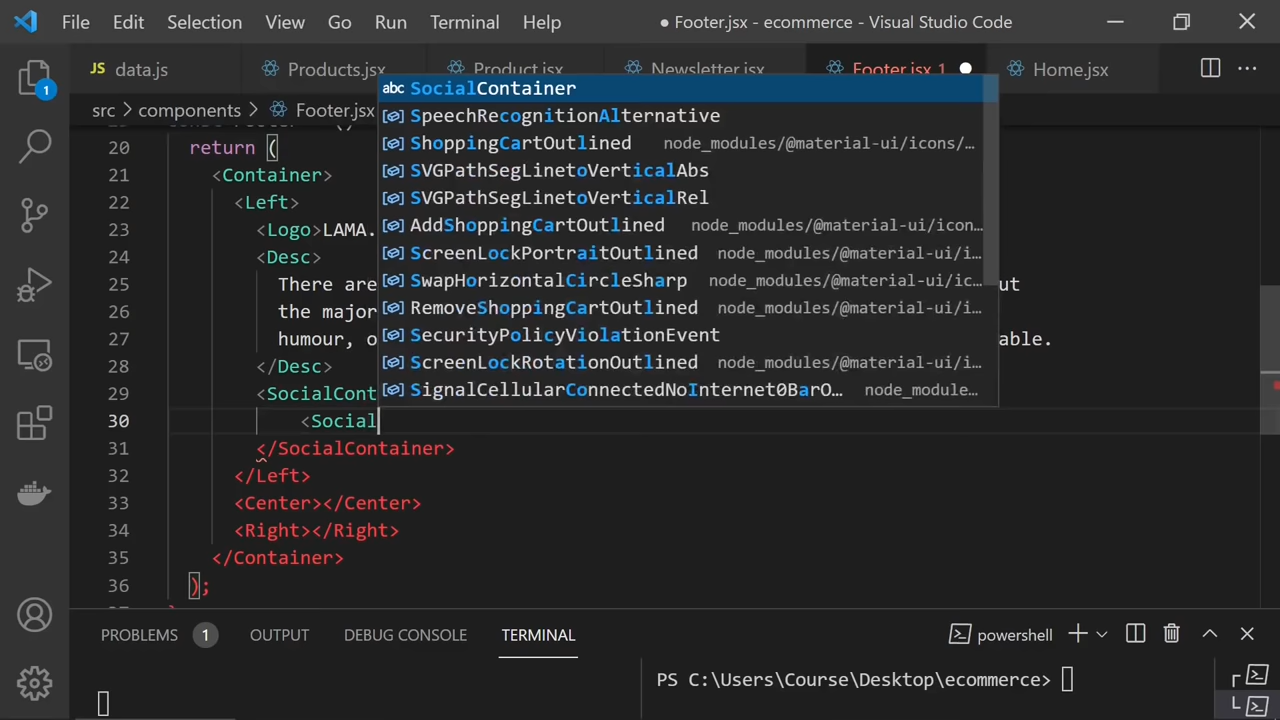 File Edit Selection View Go Run Terminal Help ● Footer.jsx - ecommerce - Visual Studio Code
JS data.js Products.jsx Product.jsx Newsletter.jsx Footer.jsx 1 Home.jsx
src > components > Footer.jsx
1
abc SocialContainer
SpeechRecognitionAlternative
ShoppingCartOutlined node_modules/@material-ui/icons/…
SVGPathSegLinetoVerticalAbs
SVGPathSegLinetoVerticalRel
AddShoppingCartOutlined node_modules/@material-ui/icon…
ScreenLockPortraitOutlined node_modules/@material-ui/i…
SwapHorizontalCircleSharp node_modules/@material-ui/ic…
RemoveShoppingCartOutlined node_modules/@material-ui/i…
SecurityPolicyViolationEvent
ScreenLockRotationOutlined node_modules/@material-ui/i…
SignalCellularConnectedNoInternet0BarO… node_module…
20 return (
21 <Container>
22 <Left>
23 <Logo>LAMA.
24 <Desc>
25 There are ut
26 the major
27 humour, o able.
28 </Desc>
29 <SocialCont
30 <Social
31 </SocialContainer>
32 </Left>
33 <Center></Center>
34 <Right></Right>
35 </Container>
36 );
PROBLEMS 1 OUTPUT DEBUG CONSOLE TERMINAL powershell
PS C:\Users\Course\Desktop\ecommerce>